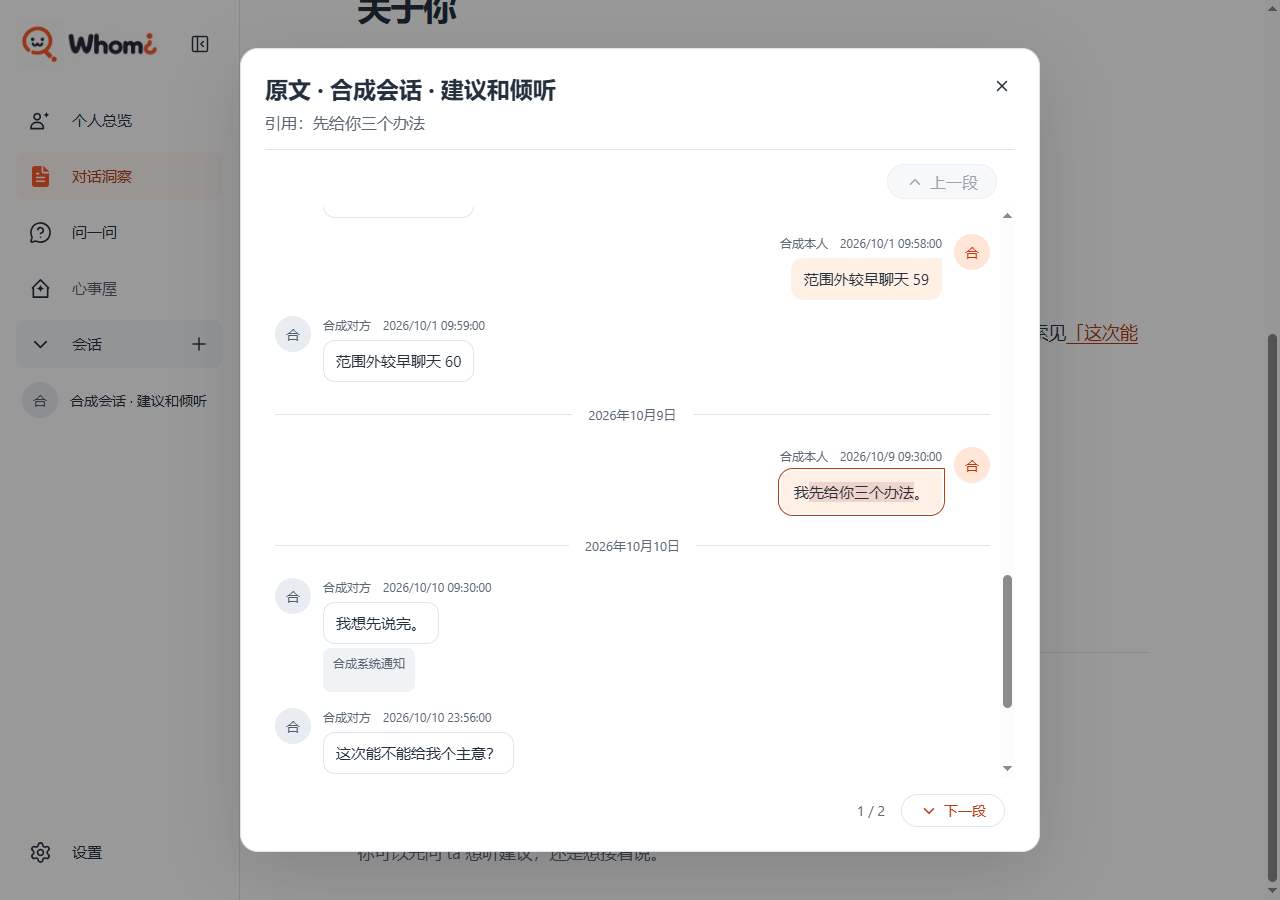 Whomi
个人总览
对话洞察
问一问
心事屋
会话
合
合成会话 · 建议和倾听
设置
关于你
索见「这次能
原文 · 合成会话 · 建议和倾听
引用：先给你三个办法
上一段
合成本人 2026/10/1 09:58:00
合
范围外较早聊天 59
合
合成对方 2026/10/1 09:59:00
范围外较早聊天 60
2026年10月9日
合成本人 2026/10/9 09:30:00
合
我先给你三个办法。
2026年10月10日
合
合成对方 2026/10/10 09:30:00
我想先说完。
合成系统通知
合
合成对方 2026/10/10 23:56:00
这次能不能给我个主意？
1 / 2
下一段
你可以先问 ta 想听建议，还是想接着说。